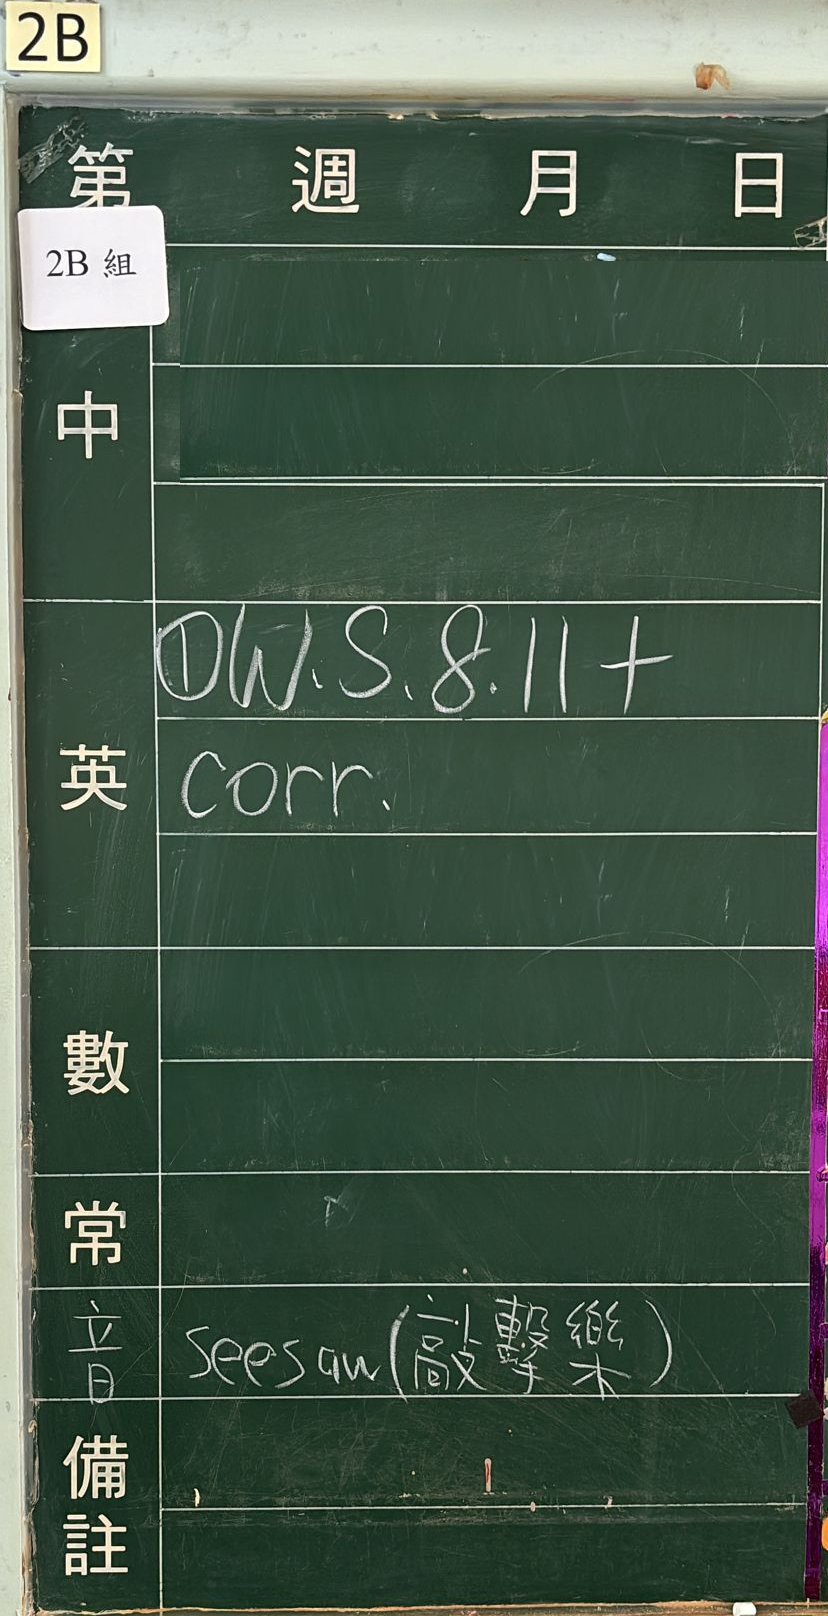 2B
第 週 月 日
2B 組
中
英 ①W.S.8.11+
corr.
數
常
音 seesaw(敲擊樂)
備註